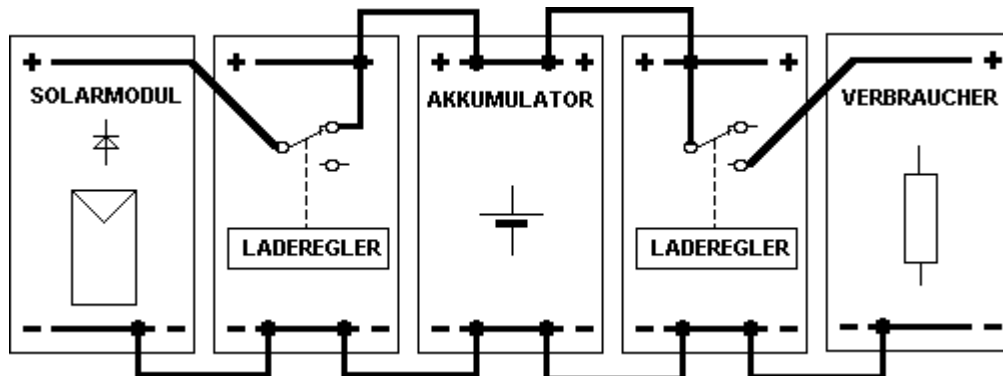 + + + + + + + +
SOLARMODUL
AKKUMULATOR
VERBRAUCHER
LADEREGLER
LADEREGLER